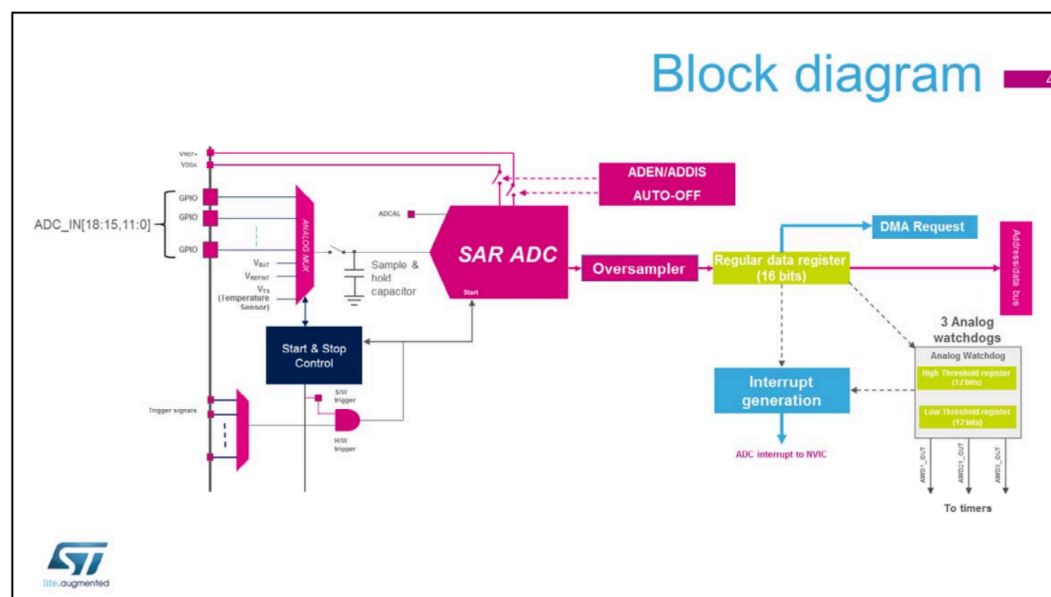 Block diagram
4
VREF+
VDDA
ADEN/ADDIS
AUTO-OFF
GPIO
GPIO
GPIO
ADC_IN[18:15,11:0]
ANALOG MUX
ADCAL
SAR ADC
Start
VBAT
VREFINT
VTS
(Temperature
Sensor)
Sample &
hold
capacitor
Oversampler
Regular data register
(16 bits)
DMA Request
Address/data bus
Start & Stop
Control
S/W
trigger
H/W
trigger
Trigger signals
Interrupt
generation
ADC interrupt to NVIC
3 Analog
watchdogs
Analog Watchdog
High Threshold register
(12 bits)
Low Threshold register
(12 bits)
AWD1_OUT
AWD21_OUT
AWD3_OUT
To timers
ST
life.augmented